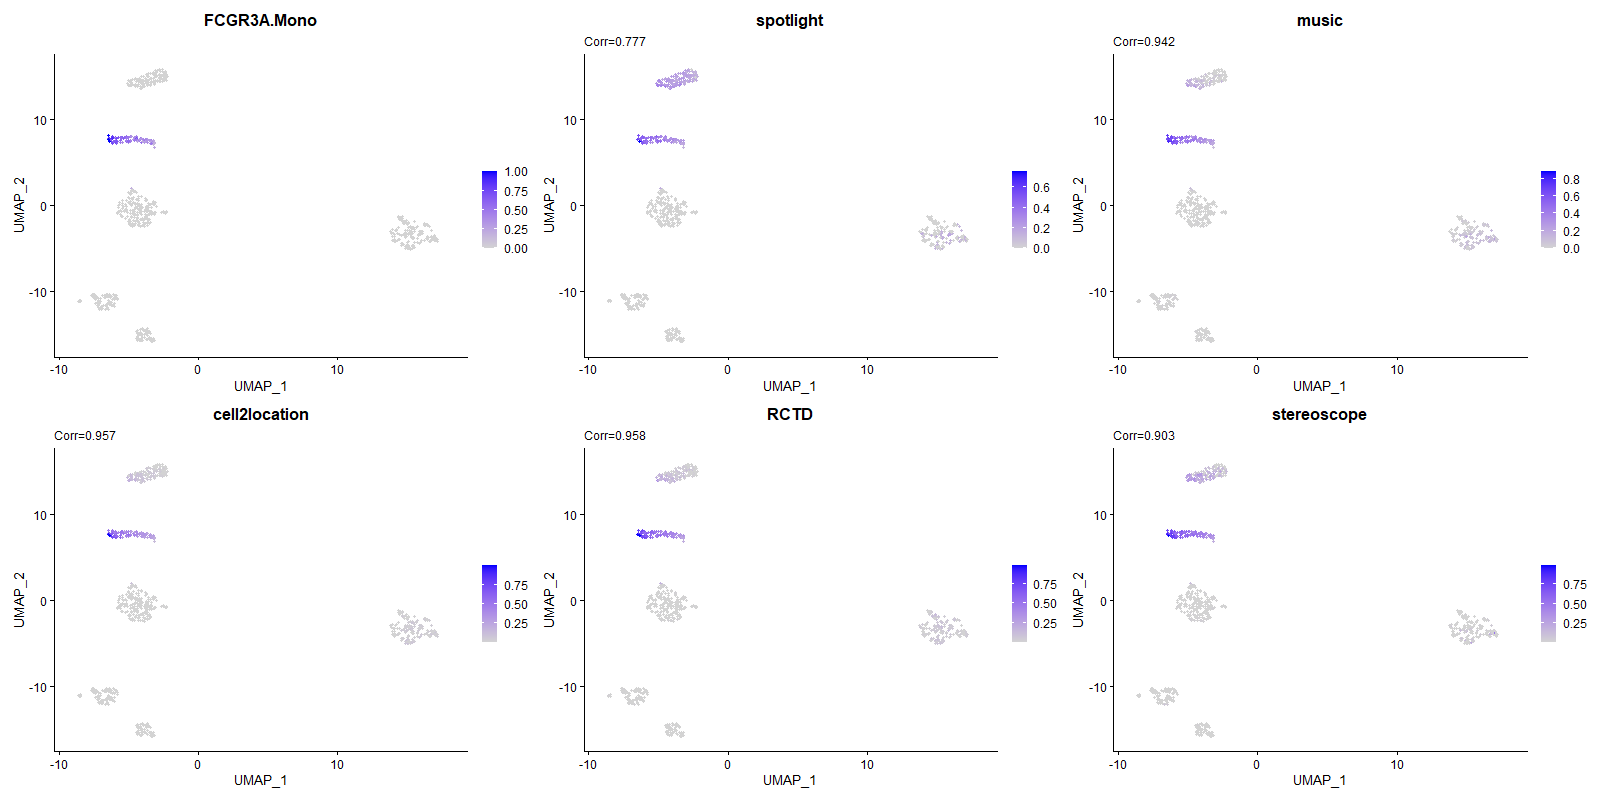 FCGR3A.Mono
10
0
-10
-10
0
10
UMAP_2
UMAP_1
1.00
0.75
0.50
0.25
0.00
spotlight
Corr=0.777
10
0
-10
-10
0
10
UMAP_2
UMAP_1
0.6
0.4
0.2
0.0
music
Corr=0.942
10
0
-10
-10
0
10
UMAP_2
UMAP_1
0.8
0.6
0.4
0.2
0.0
cell2location
Corr=0.957
10
0
-10
-10
0
10
UMAP_2
UMAP_1
0.75
0.50
0.25
RCTD
Corr=0.958
10
0
-10
-10
0
10
UMAP_2
UMAP_1
0.75
0.50
0.25
stereoscope
Corr=0.903
10
0
-10
-10
0
10
UMAP_2
UMAP_1
0.75
0.50
0.25